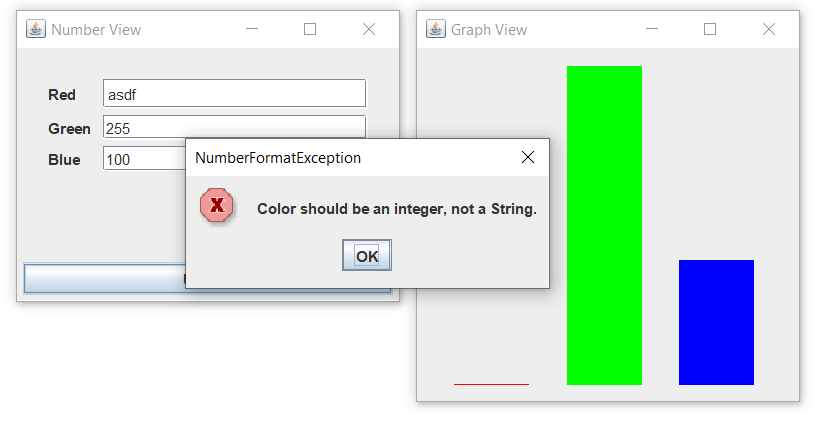 Number View
Graph View
Red
asdf
Green
255
Blue
100
NumberFormatException
Color should be an integer, not a String.
OK